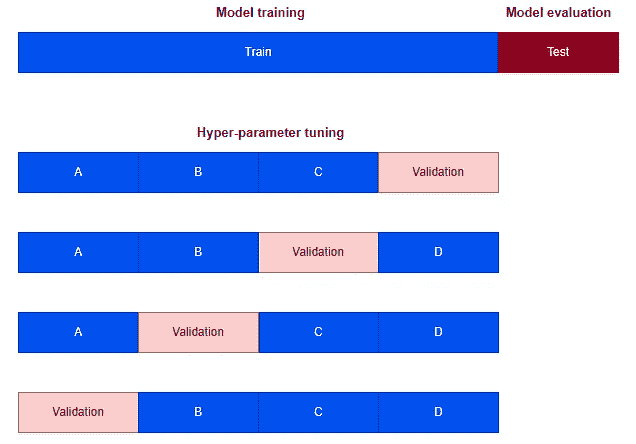 Model training Model evaluation
Train Test
Hyper-parameter tuning
A B C Validation
A B Validation D
A Validation C D
Validation B C D